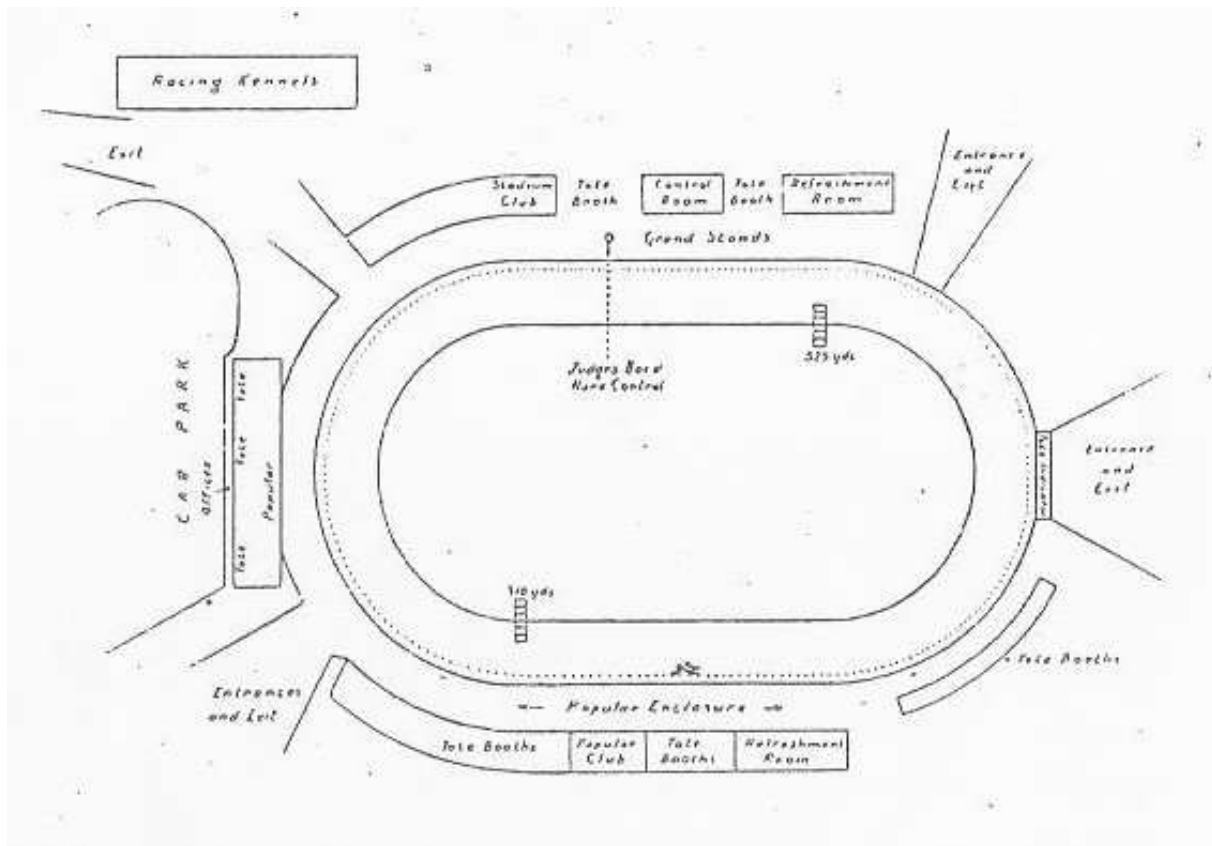 Racing Kennels
Exit
Entrance
and
Exit
Stadium
Club
Tote
Booth
Control
Room
Tote
Booth
Refreshment
Room
Grand Stands
525 yds
Judges Box
Hare Control
CAR PARK
Offices
Tote
Tote
Tote
Popular
Entrance
and
Exit
Tote Booths
Entrances
and Exit
Popular Enclosure
Tote Booths
Popular
Club
Tote
Booths
Refreshment
Room